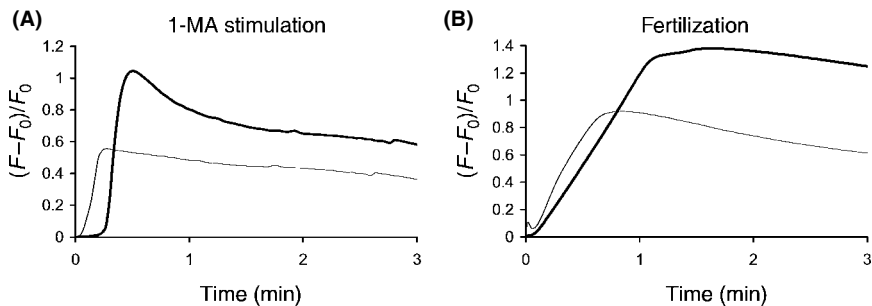 (A)
1-MA stimulation
(F–F0)/F0
1.2
1
0.8
0.6
0.4
0.2
0
0
1
2
3
Time (min)
(B)
Fertilization
(F–F0)/F0
1.4
1.2
1
0.8
0.6
0.4
0.2
0
0
1
2
3
Time (min)